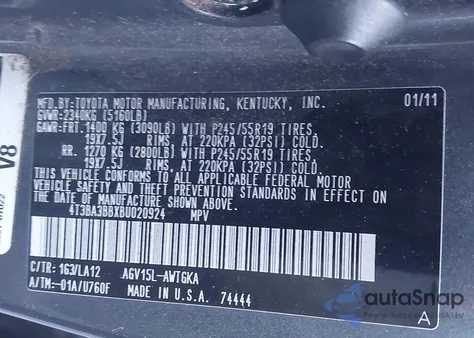 MFD.BY:TOYOTA MOTOR MANUFACTURING, KENTUCKY, INC. 01/11
GVWR:2340KG (5160LB)
GAWR:FRT. 1400 KG (3090LB) WITH P245/55R19 TIRES,
19X7.5J RIMS, AT 220KPA (32PSI) COLD.
RR. 1270 KG (2800LB) WITH P245/55R19 TIRES,
19X7.5J RIMS, AT 220KPA (32PSI) COLD.
THIS VEHICLE CONFORMS TO ALL APPLICABLE FEDERAL MOTOR
VEHICLE SAFETY AND THEFT PREVENTION STANDARDS IN EFFECT ON
THE DATE OF MANUFACTURE SHOWN ABOVE.
4T3BA3BBXBU020924 MPV
C/TR: 1G3/LA12 AGV15L-AWTGKA
A/TM:-01A/U760F MADE IN U.S.A. 74444
A
V8
autoSnap